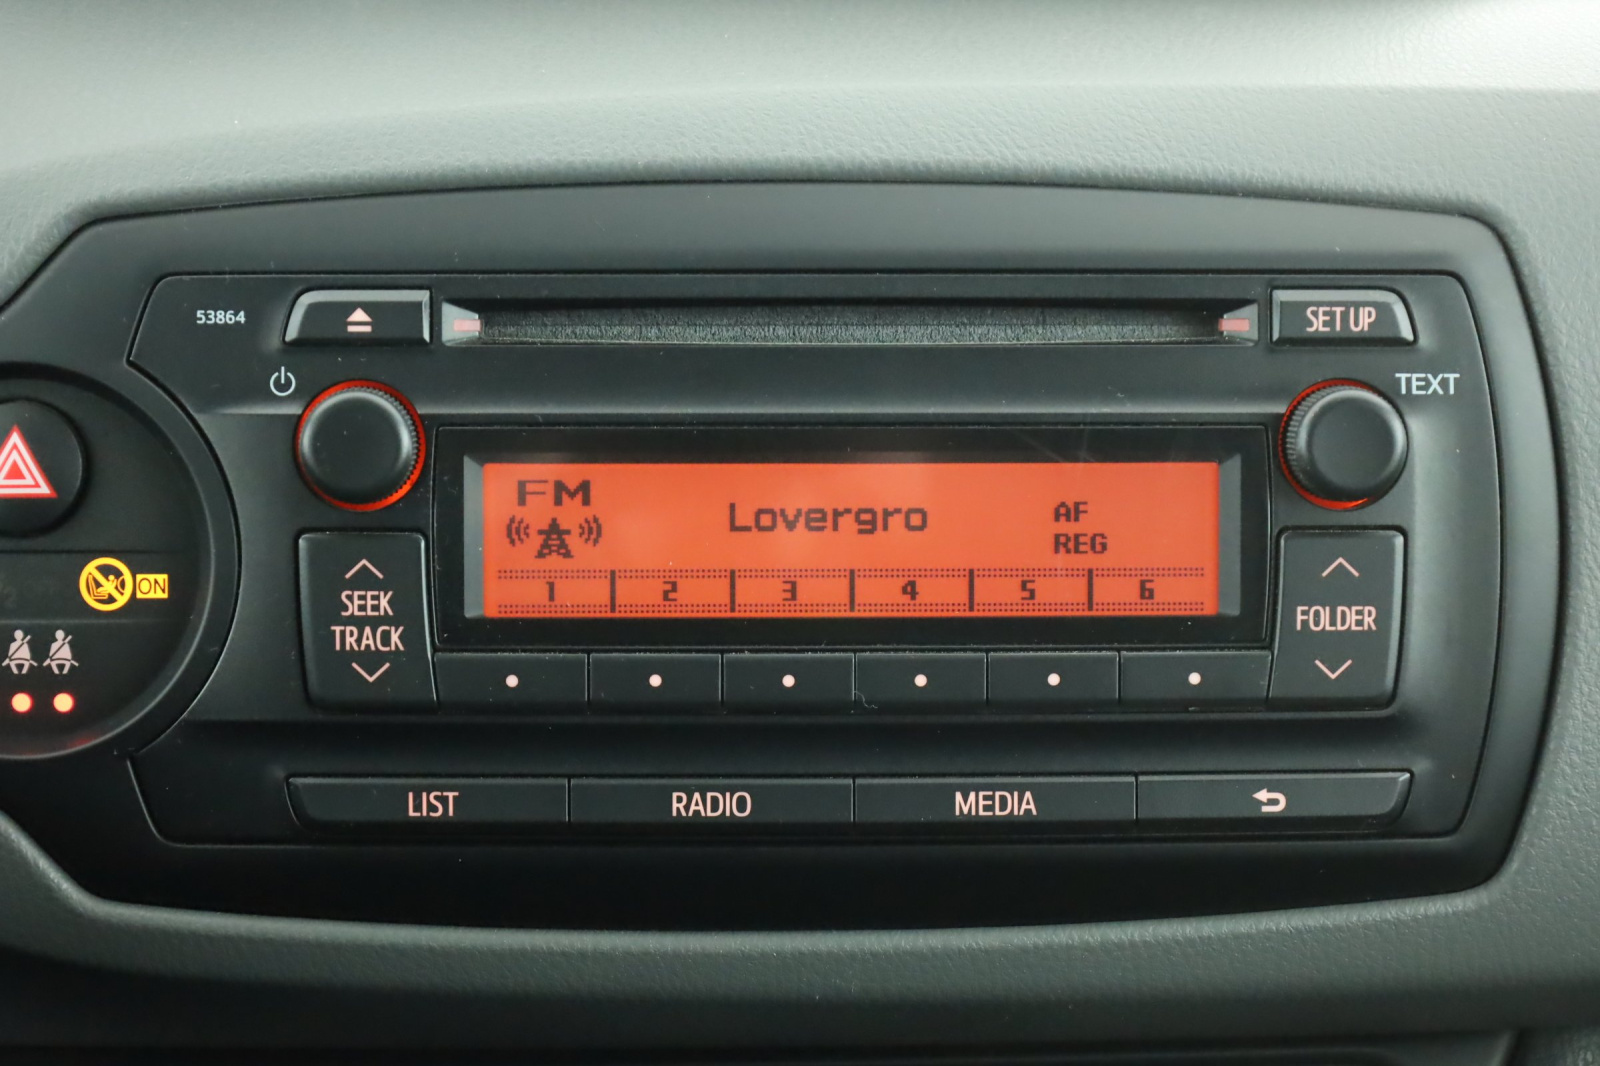 53864
SET UP
TEXT
FM
Lovergro
AF
REG
1 2 3 4 5 6
ON
SEEK
TRACK
FOLDER
LIST
RADIO
MEDIA